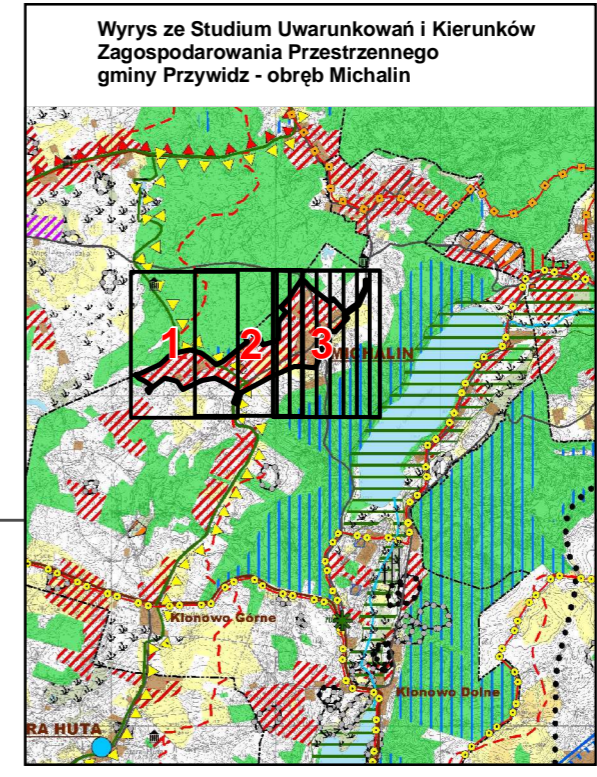 Wyrys ze Studium Uwarunkowań i Kierunków
Zagospodarowania Przestrzennego
gminy Przywidz - obręb Michalin
1
2
3
MICHALIN
Klonowo Górne
Klonowo Dolne
RA HUTA